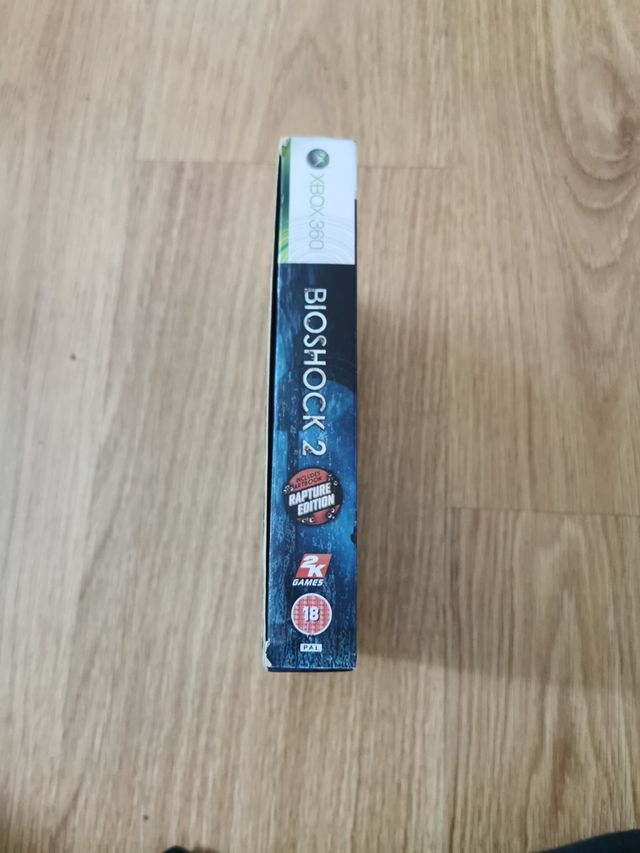 XBOX 360
BIOSHOCK 2
INCLUDES
ARTBOOK
RAPTURE
EDITION
2K
GAMES
18
PAL